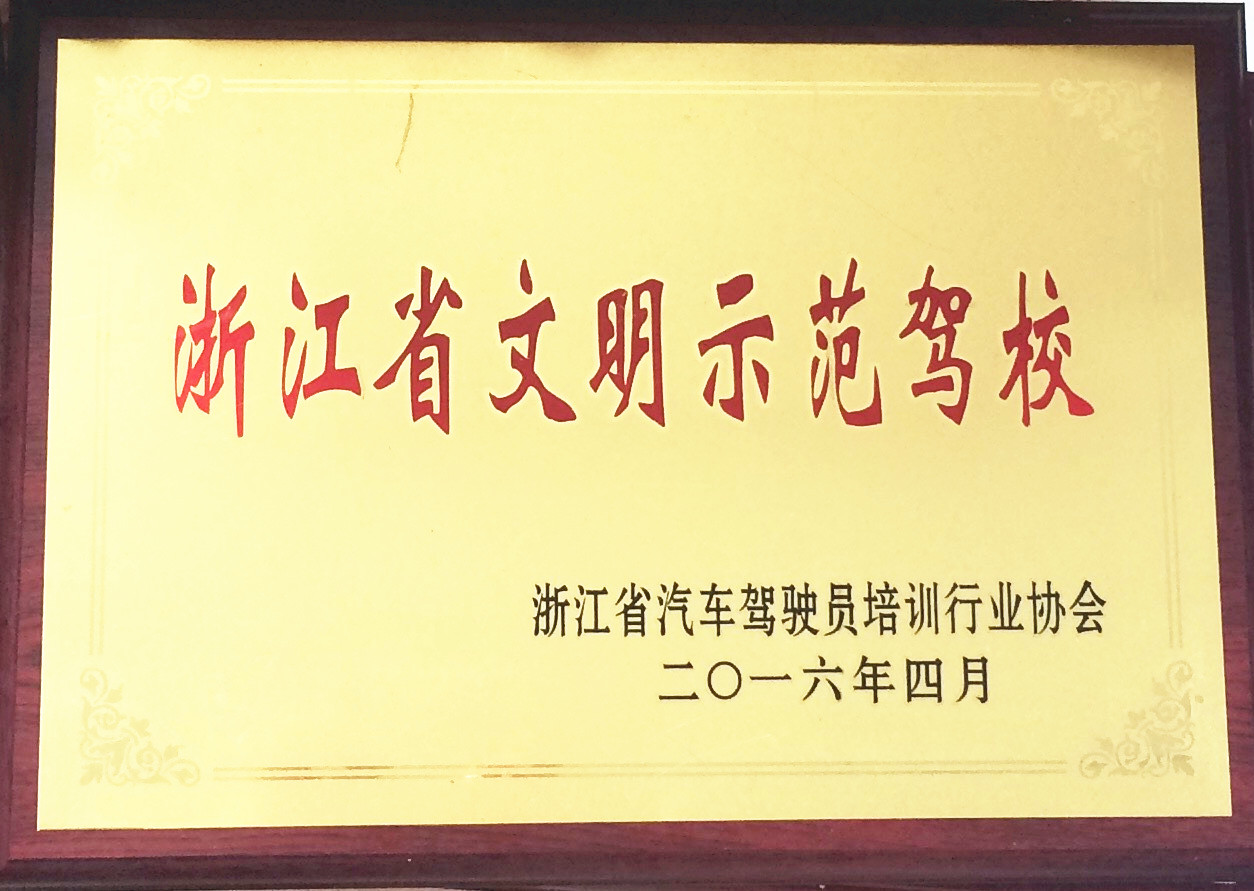 浙江省文明示范驾校
浙江省汽车驾驶员培训行业协会
二〇一六年四月